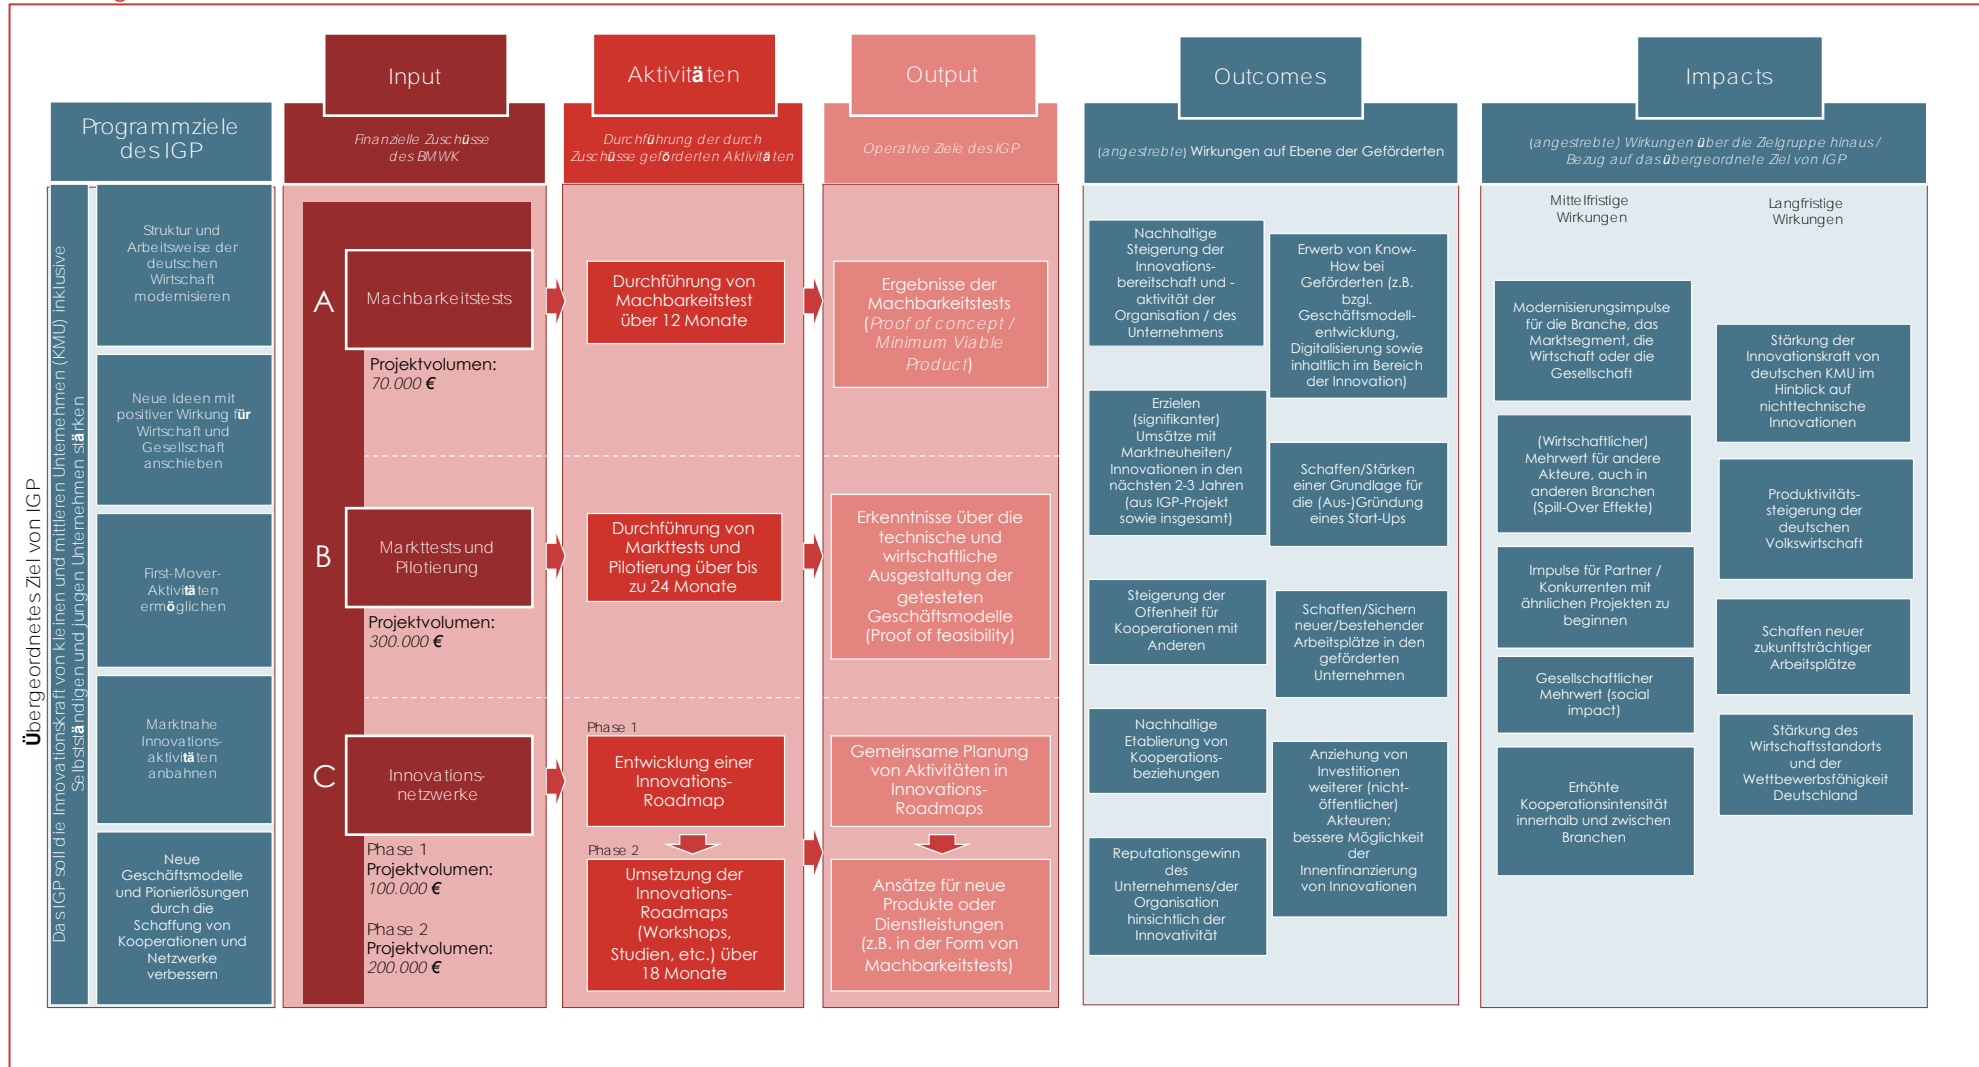 Übergeordnetes Ziel von IGP
Das IGP soll die Innovationskraft von kleinen und mittleren Unternehmen (KMU) inklusive
Selbstständigen und jungen Unternehmen stärken
Programmziele
des IGP
Struktur und
Arbeitsweise der
deutschen
Wirtschaft
modernisieren
Neue Ideen mit
positiver Wirkung für
Wirtschaft und
Gesellschaft
anschieben
First-Mover-
Aktivitäten
ermöglichen
Marktnahe
Innovations-
aktivitäten
anbahnen
Neue
Geschäftsmodelle
und Pionierlösungen
durch die
Schaffung von
Kooperationen und
Netzwerke
verbessern
Input
Finanzielle Zuschüsse
des BMWK
A
Machbarkeitstests
Projektvolumen:
70.000 €
B
Markttests und
Pilotierung
Projektvolumen:
300.000 €
C
Innovations-
netzwerke
Phase 1
Projektvolumen:
100.000 €
Phase 2
Projektvolumen:
200.000 €
Aktivitäten
Durchführung der durch
Zuschüsse geförderten Aktivitäten
Durchführung von
Machbarkeitstest
über 12 Monate
Durchführung von
Markttests und
Pilotierung über bis
zu 24 Monate
Phase 1
Entwicklung einer
Innovations-
Roadmap
Phase 2
Umsetzung der
Innovations-
Roadmaps
(Workshops,
Studien, etc.) über
18 Monate
Output
Operative Ziele des IGP
Ergebnisse der
Machbarkeitstests
(Proof of concept /
Minimum Viable
Product)
Erkenntnisse über die
technische und
wirtschaftliche
Ausgestaltung der
getesteten
Geschäftsmodelle
(Proof of feasibility)
Gemeinsame Planung
von Aktivitäten in
Innovations-
Roadmaps
Ansätze für neue
Produkte oder
Dienstleistungen
(z.B. in der Form von
Machbarkeitstests)
Outcomes
(angestrebte) Wirkungen auf Ebene der Geförderten
Nachhaltige
Steigerung der
Innovations-
bereitschaft und -
aktivität der
Organisation / des
Unternehmens
Erzielen
(signifikanter)
Umsätze mit
Marktneuheiten/
Innovationen in den
nächsten 2-3 Jahren
(aus IGP-Projekt
sowie insgesamt)
Steigerung der
Offenheit für
Kooperationen mit
Anderen
Nachhaltige
Etablierung von
Kooperations-
beziehungen
Reputationsgewinn
des
Unternehmens/der
Organisation
hinsichtlich der
Innovativität
Erwerb von Know-
How bei
Geförderten (z.B.
bzgl.
Geschäftsmodell-
entwicklung,
Digitalisierung sowie
inhaltlich im Bereich
der Innovation)
Schaffen/Stärken
einer Grundlage für
die (Aus-)Gründung
eines Start-Ups
Schaffen/Sichern
neuer/bestehender
Arbeitsplätze in den
geförderten
Unternehmen
Anziehung von
Investitionen
weiterer (nicht-
öffentlicher)
Akteuren;
bessere Möglichkeit
der
Innenfinanzierung
von Innovationen
Impacts
(angestrebte) Wirkungen über die Zielgruppe hinaus /
Bezug auf das übergeordnete Ziel von IGP
Mittelfristige
Wirkungen
Modernisierungsimpulse
für die Branche, das
Marktsegment, die
Wirtschaft oder die
Gesellschaft
(Wirtschaftlicher)
Mehrwert für andere
Akteure, auch in
anderen Branchen
(Spill-Over Effekte)
Impulse für Partner /
Konkurrenten mit
ähnlichen Projekten zu
beginnen
Gesellschaftlicher
Mehrwert (social
impact)
Erhöhte
Kooperationsintensität
innerhalb und zwischen
Branchen
Langfristige
Wirkungen
Stärkung der
Innovationskraft von
deutschen KMU im
Hinblick auf
nichttechnische
Innovationen
Produktivitäts-
steigerung der
deutschen
Volkswirtschaft
Schaffen neuer
zukunftsträchtiger
Arbeitsplätze
Stärkung des
Wirtschaftsstandorts
und der
Wettbewerbsfähigkeit
Deutschland